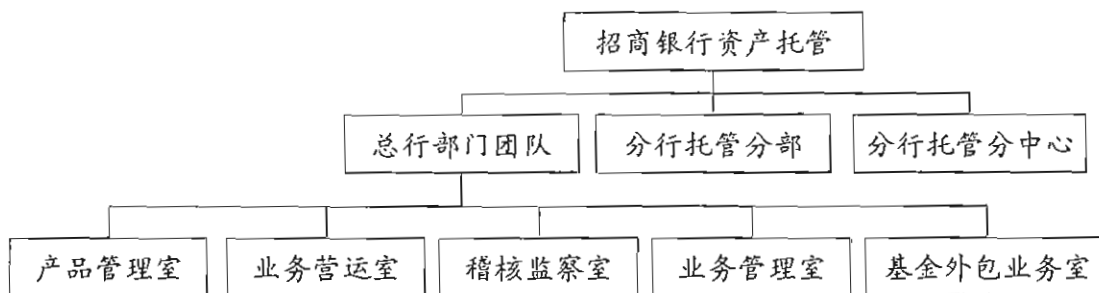 招商银行资产托管
总行部门团队
分行托管分部
分行托管分中心
产品管理室
业务营运室
稽核监察室
业务管理室
基金外包业务室